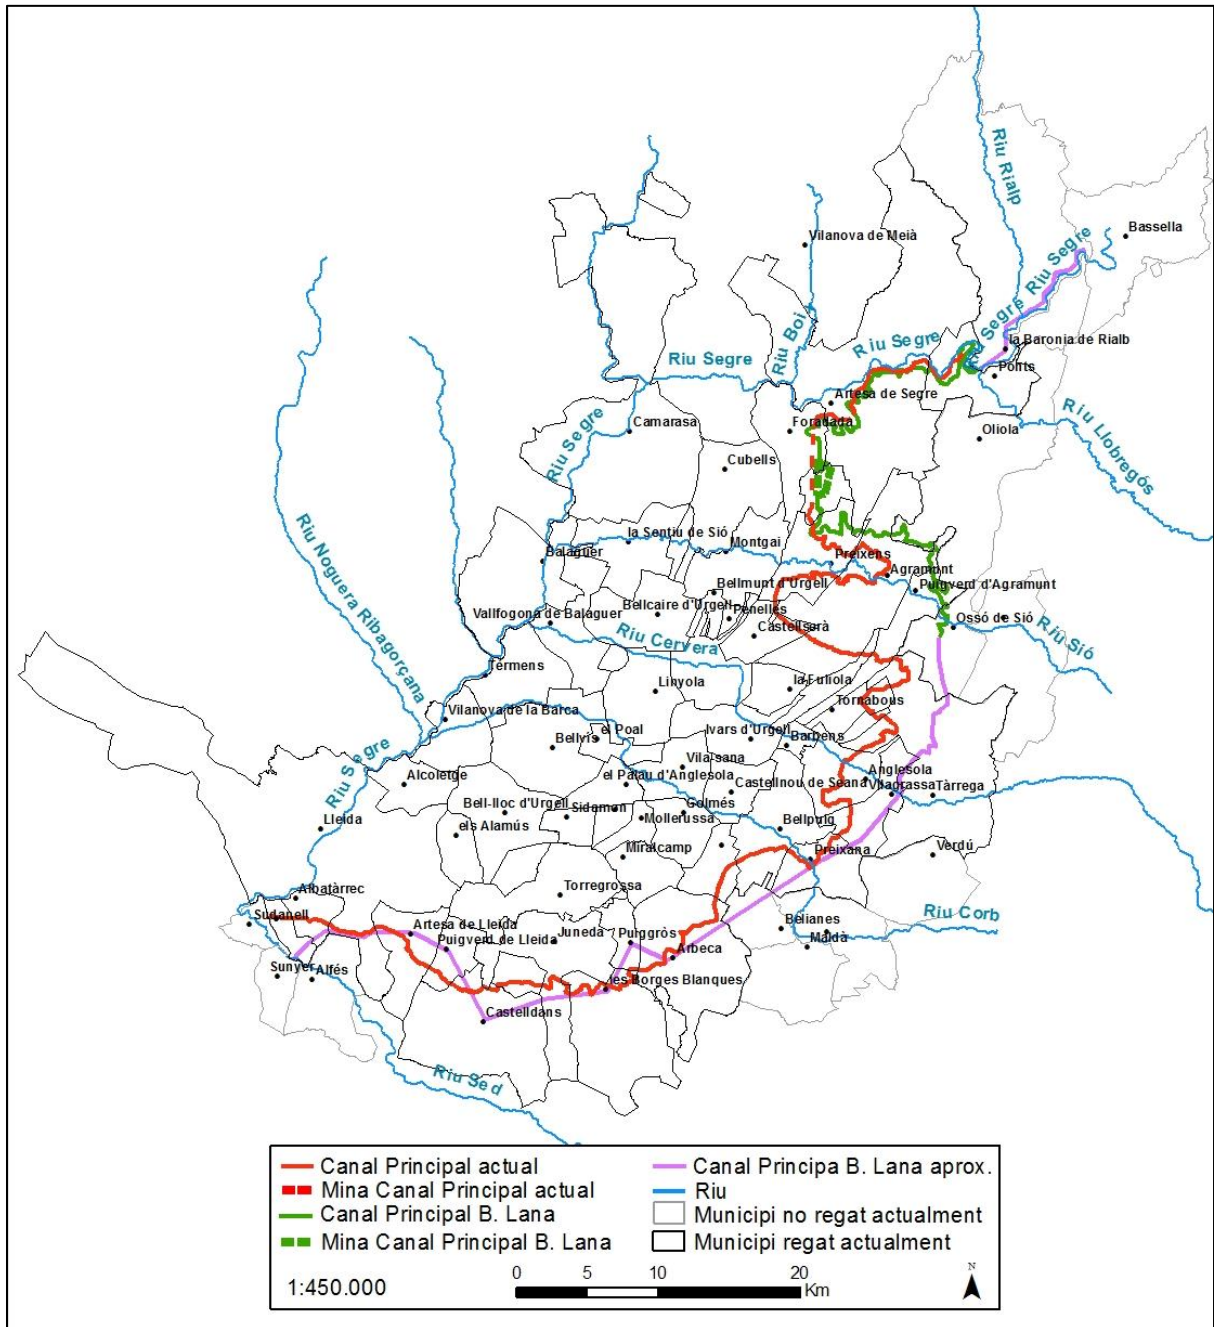 Riu Rialp
Bassella
Vilanova de Meià
Riu Segre
Riu Segre
la Baronia de Rialb
Riu Boix
Riu Segre
Riu Segre
Ponts
Artesa de Segre
Riu Llobregós
Camarasa
Foradada
Oliola
Riu Segre
Cubells
la Sentiu de Sió
Montgai
Preixens
Balaguer
Agramunt
Riu Noguera Ribagorçana
Bellmunt d'Urgell
Puigverd d'Agramunt
Bellcaire d'Urgell
Penelles
Vallfogona de Balaguer
Castellserà
Ossó de Sió
Riu Sió
Riu Cervera
Térmens
Linyola
la Fuliola
Tornabous
Vilanova de la Barca
el Poal
Bellvís
Ivars d'Urgell
Barbens
Riu Segre
Vila-sana
Alcoletge
el Palau d'Anglesola
Castellnou de Seana
Anglesola
Vilagrassa
Tàrrega
Bell-lloc d'Urgell
Sidamon
Golmés
Mollerussa
Lleida
els Alamús
Bellpuig
Miralcamp
Preixana
Verdú
Torregrossa
Albatàrrec
Sudanell
Artesa de Lleida
Puigverd de Lleida
Juneda
Puiggròs
Arbeca
Belianes
Riu Corb
Maldà
Sunyer
Alfés
les Borges Blanques
Castelldans
Riu Sed
Canal Principal actual
Mina Canal Principal actual
Canal Principal B. Lana
Mina Canal Principal B. Lana
Canal Principa B. Lana aprox.
Riu
Municipi no regat actualment
Municipi regat actualment
1:450.000
0 5 10 20
Km
N